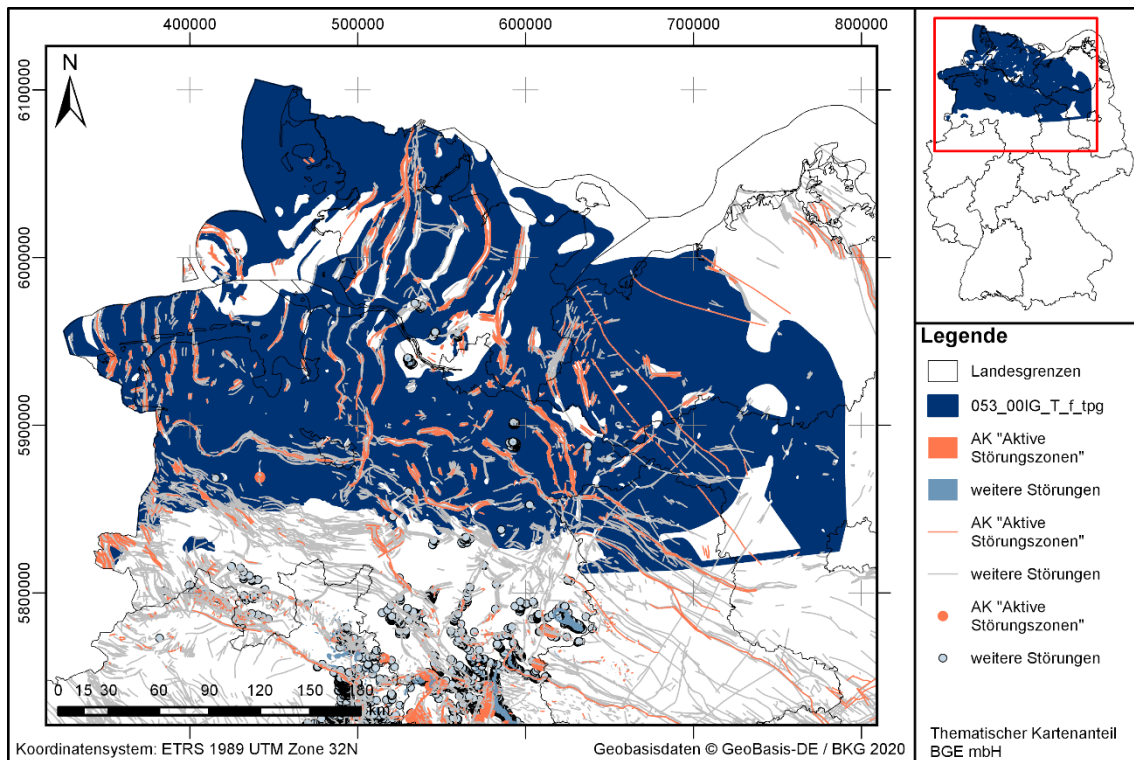 400000 500000 600000 700000 800000
N
6100000
6000000
5900000
5800000
0 15 30 60 90 120 150 180
km
Koordinatensystem: ETRS 1989 UTM Zone 32N
Geobasisdaten © GeoBasis-DE / BKG 2020
Legende
Landesgrenzen
053_00IG_T_f_tpg
AK "Aktive
Störungszonen"
weitere Störungen
AK "Aktive
Störungszonen"
weitere Störungen
AK "Aktive
Störungszonen"
weitere Störungen
Thematischer Kartenanteil
BGE mbH